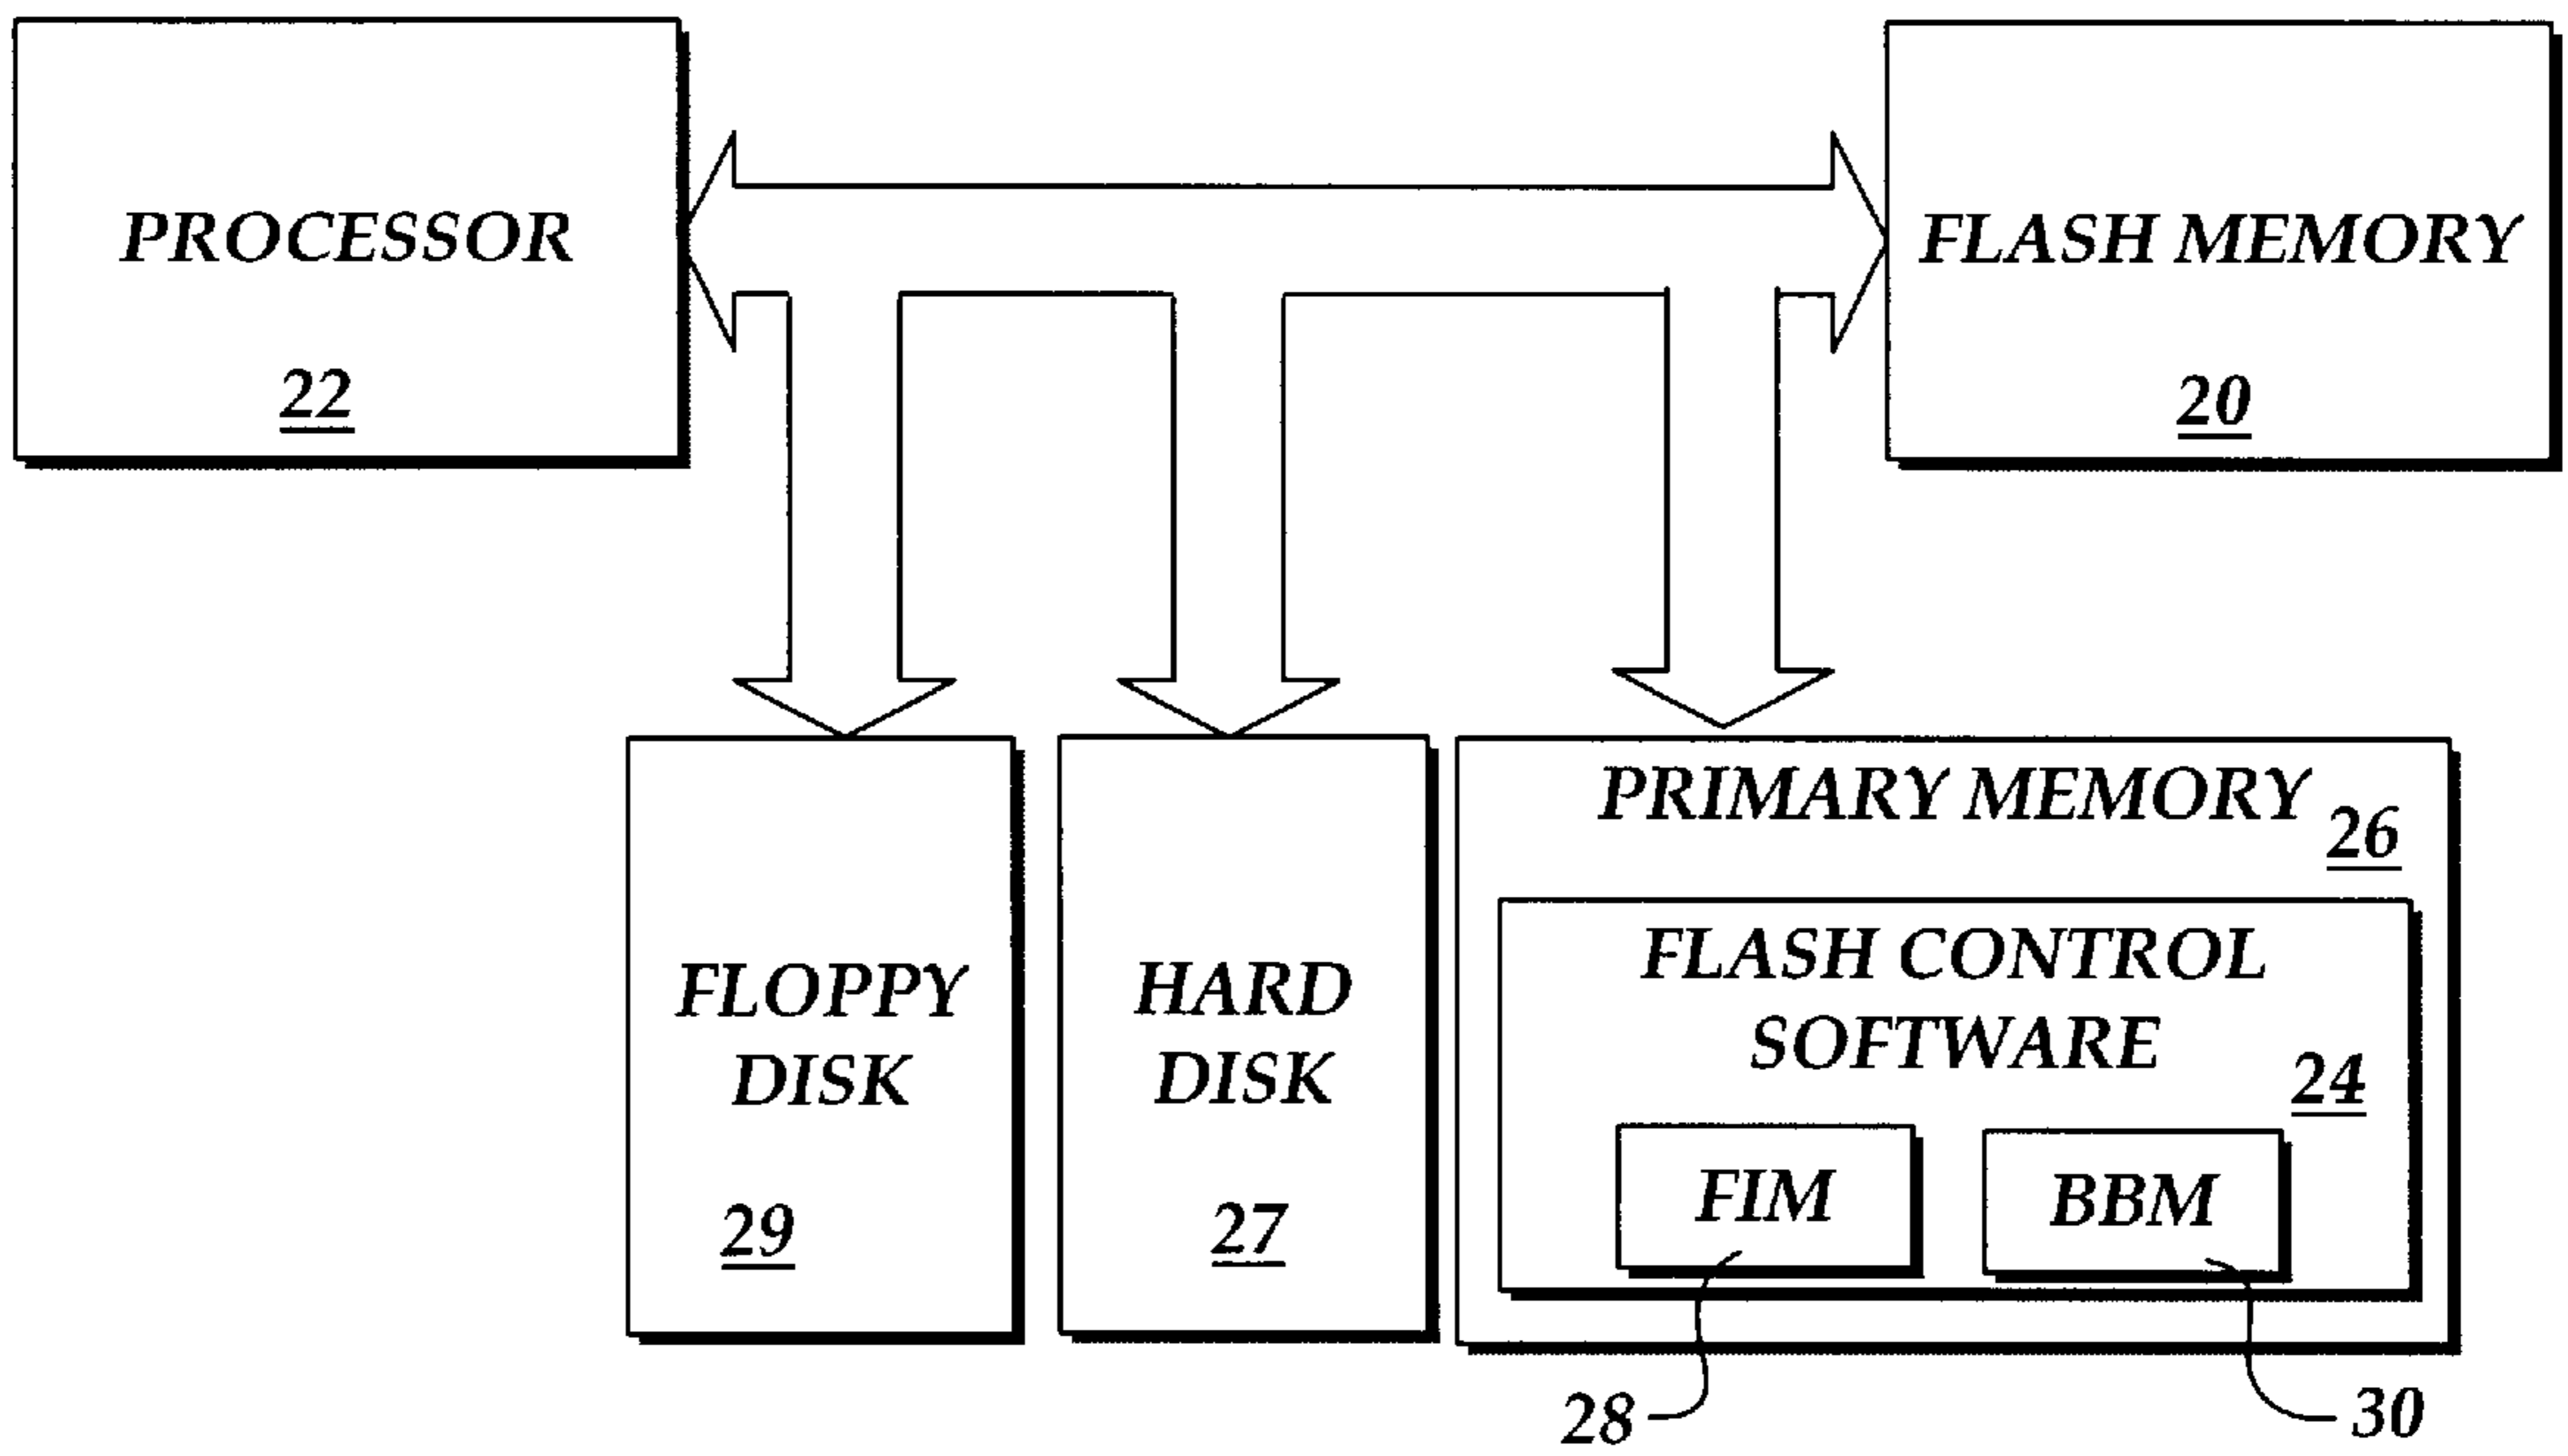 PROCESSOR
22
FLASH MEMORY
20
FLOPPY
DISK
29
HARD
DISK
27
PRIMARY MEMORY
26
FLASH CONTROL
SOFTWARE
24
FIM
BBM
28
30